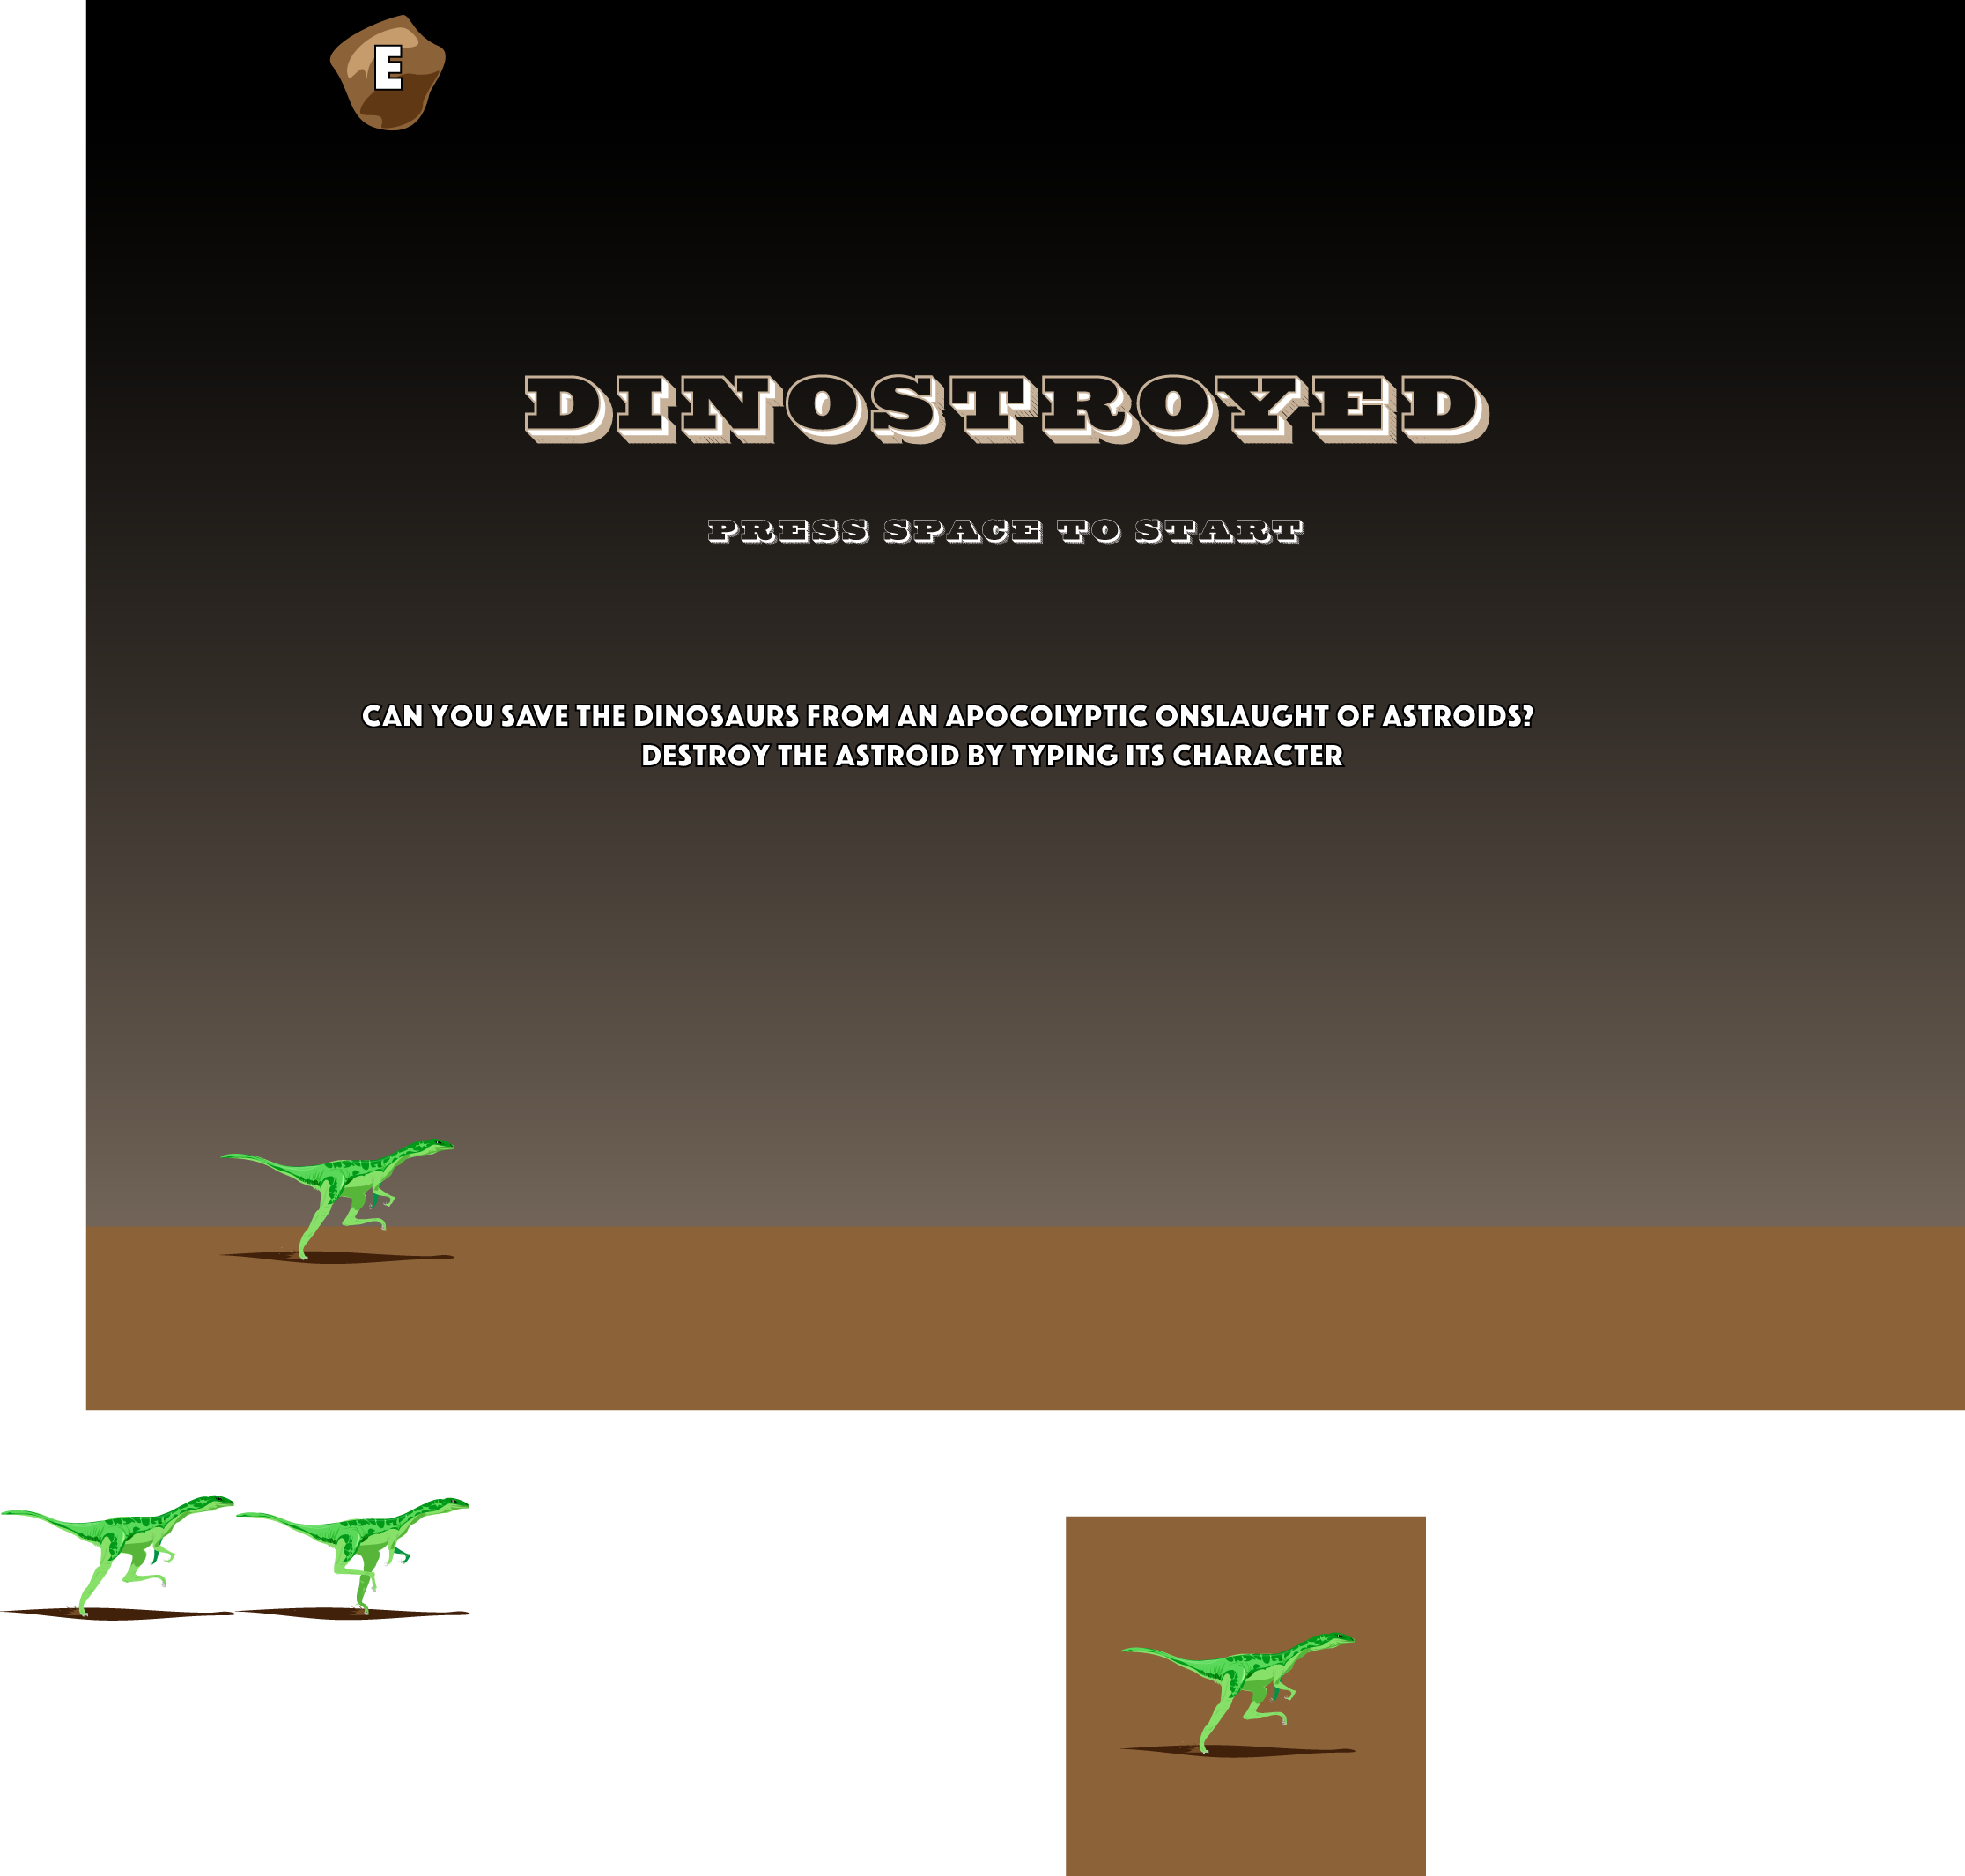 E
DINOSTROYED
PRESS SPACE TO START
CAN YOU SAVE THE DINOSAURS FROM AN APOCOLYPTIC ONSLAUGHT OF ASTROIDS?
DESTROY THE ASTROID BY TYPING ITS CHARACTER